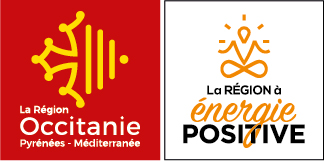 La Région
Occitanie
Pyrénées - Méditerranée
La RÉGION à
énergie
POSITIVE